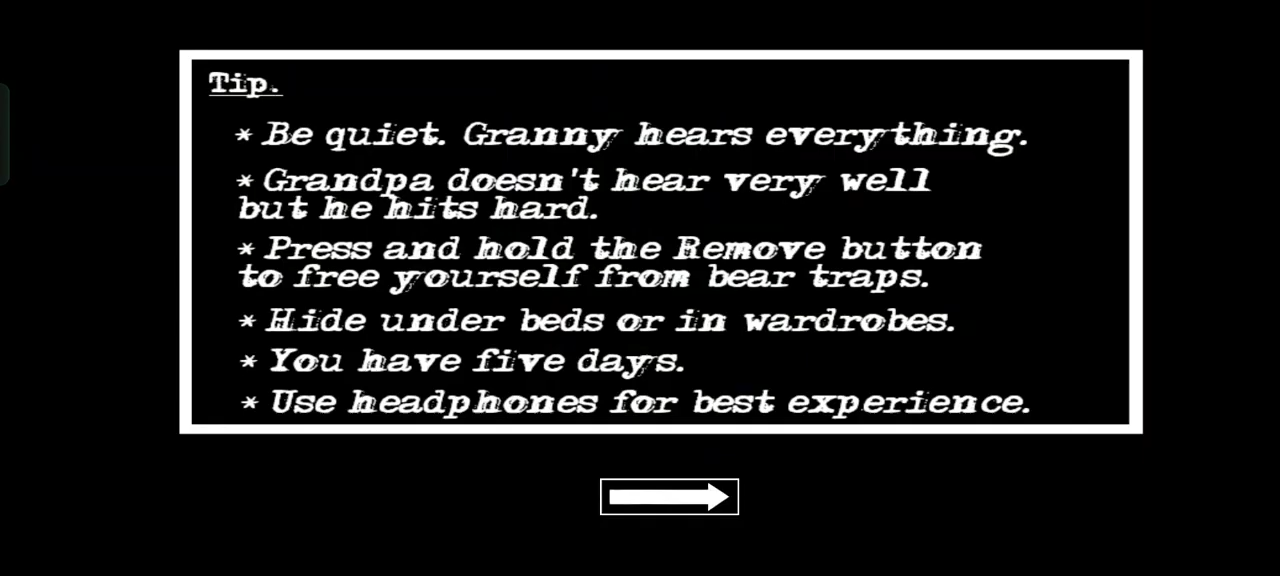 Tip.
* Be quiet. Granny hears everything.
* Grandpa doesn't hear very well
but he hits hard.
* Press and hold the Remove button
to free yourself from bear traps.
* Hide under beds or in wardrobes.
* You have five days.
* Use headphones for best experience.